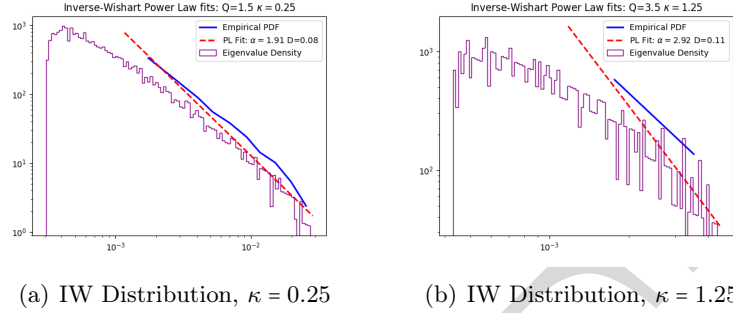 Inverse-Wishart Power Law fits: Q=1.5 κ = 0.25
Empirical PDF
PL Fit: α = 1.91 D=0.08
Eigenvalue Density
10³
10²
10¹
10⁰
10⁻³
10⁻²
(a) IW Distribution, κ = 0.25
Inverse-Wishart Power Law fits: Q=3.5 κ = 1.25
Empirical PDF
PL Fit: α = 2.92 D=0.11
Eigenvalue Density
10³
10²
10⁻³
(b) IW Distribution, κ = 1.25